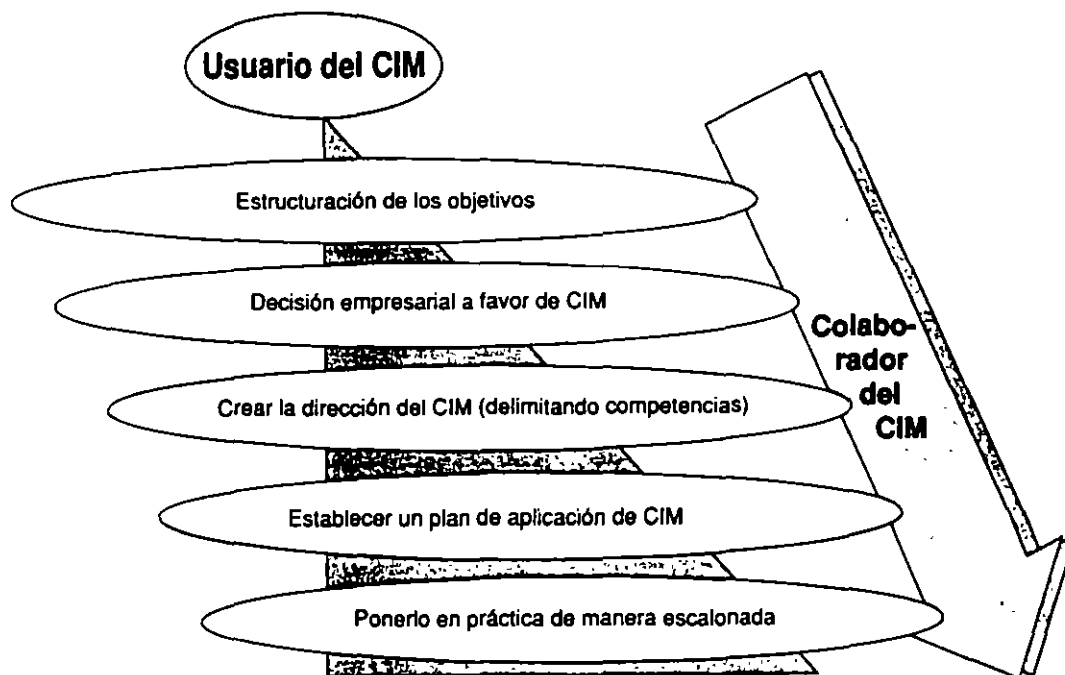 Usuario del CIM
Estructuración de los objetivos
Decisión empresarial a favor de CIM
Crear la dirección del CIM (delimitando competencias)
Establecer un plan de aplicación de CIM
Ponerlo en práctica de manera escalonada
Colabo-
rador
del
CIM